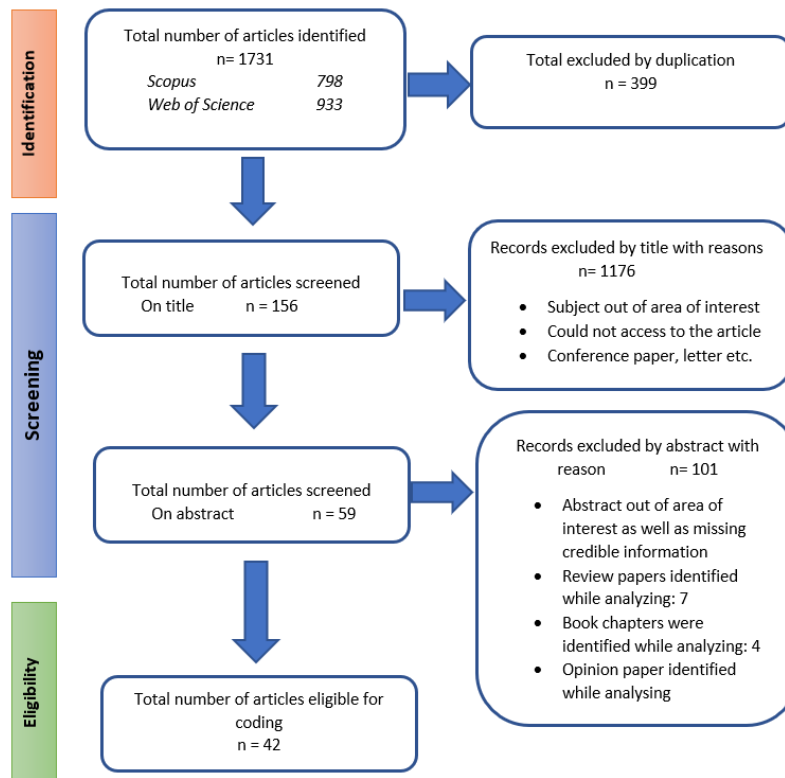 Identification
Total number of articles identified
n= 1731
Scopus 798
Web of Science 933
Total excluded by duplication
n = 399
Screening
Total number of articles screened
On title n = 156
Records excluded by title with reasons
n= 1176
• Subject out of area of interest
• Could not access to the article
• Conference paper, letter etc.
Total number of articles screened
On abstract n = 59
Records excluded by abstract with
reason n= 101
• Abstract out of area of
interest as well as missing
credible information
• Review papers identified
while analyzing: 7
• Book chapters were
identified while analyzing: 4
• Opinion paper identified
while analysing
Eligibility
Total number of articles eligible for
coding
n = 42